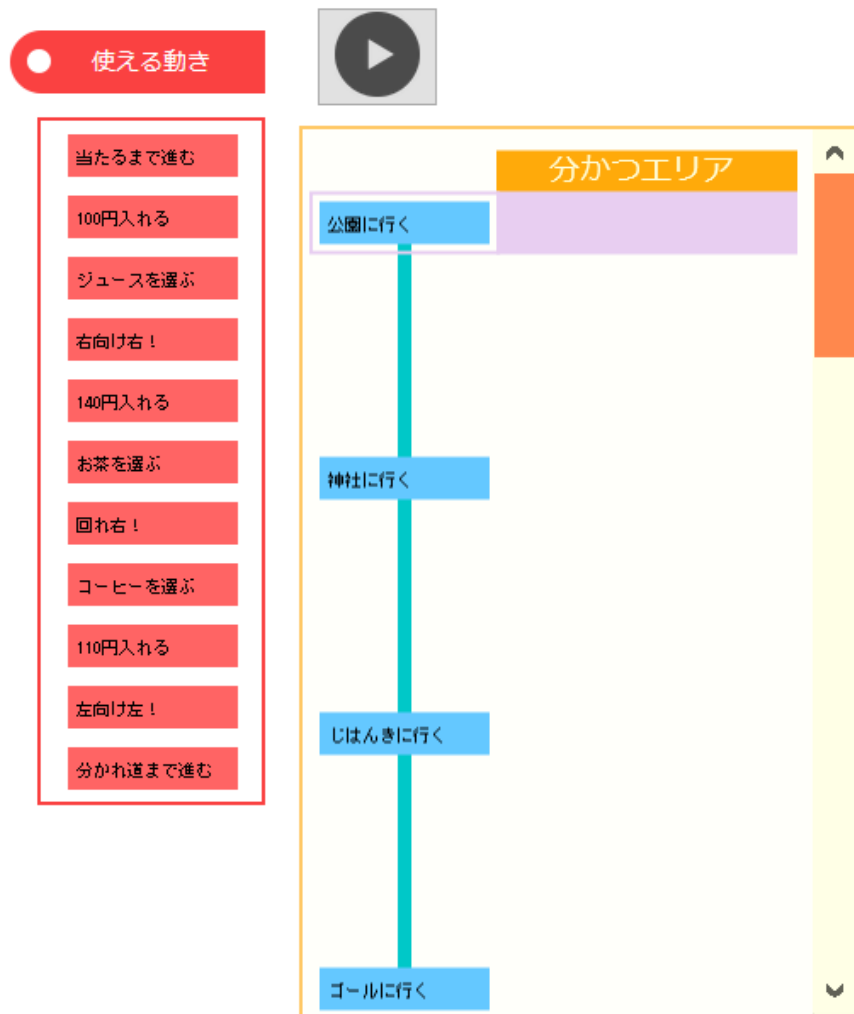 使える動き
当たるまで進む
100円入れる
ジュースを選ぶ
右向け右！
140円入れる
お茶を選ぶ
回れ右！
コーヒーを選ぶ
110円入れる
左向け左！
分かれ道まで進む
分かつエリア
公園に行く
神社に行く
じはんきに行く
ゴールに行く